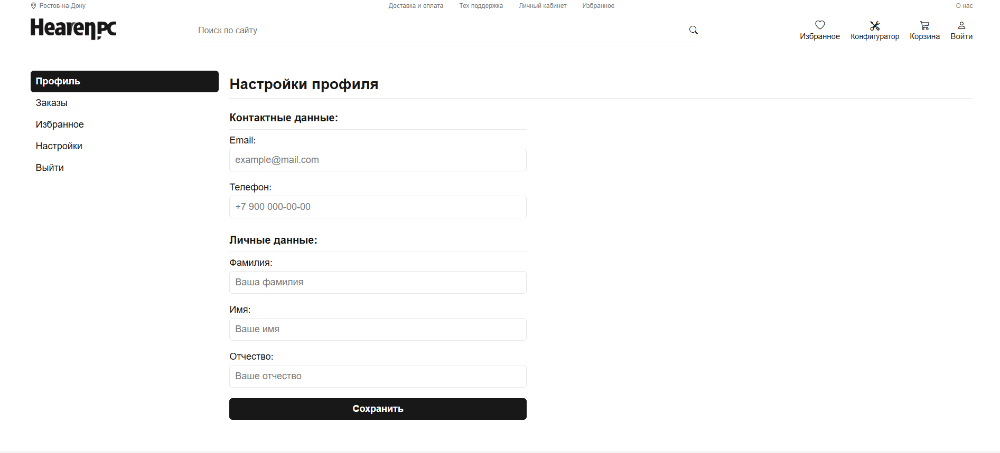 Ростов-на-Дону
Доставка и оплата Тех поддержка Личный кабинет Избранное
О нас
HearenPC
Поиск по сайту
Избранное Конфигуратор Корзина Войти
Профиль
Заказы
Избранное
Настройки
Выйти
Настройки профиля
Контактные данные:
Email:
example@mail.com
Телефон:
+7 900 000-00-00
Личные данные:
Фамилия:
Ваша фамилия
Имя:
Ваше имя
Отчество:
Ваше отчество
Сохранить